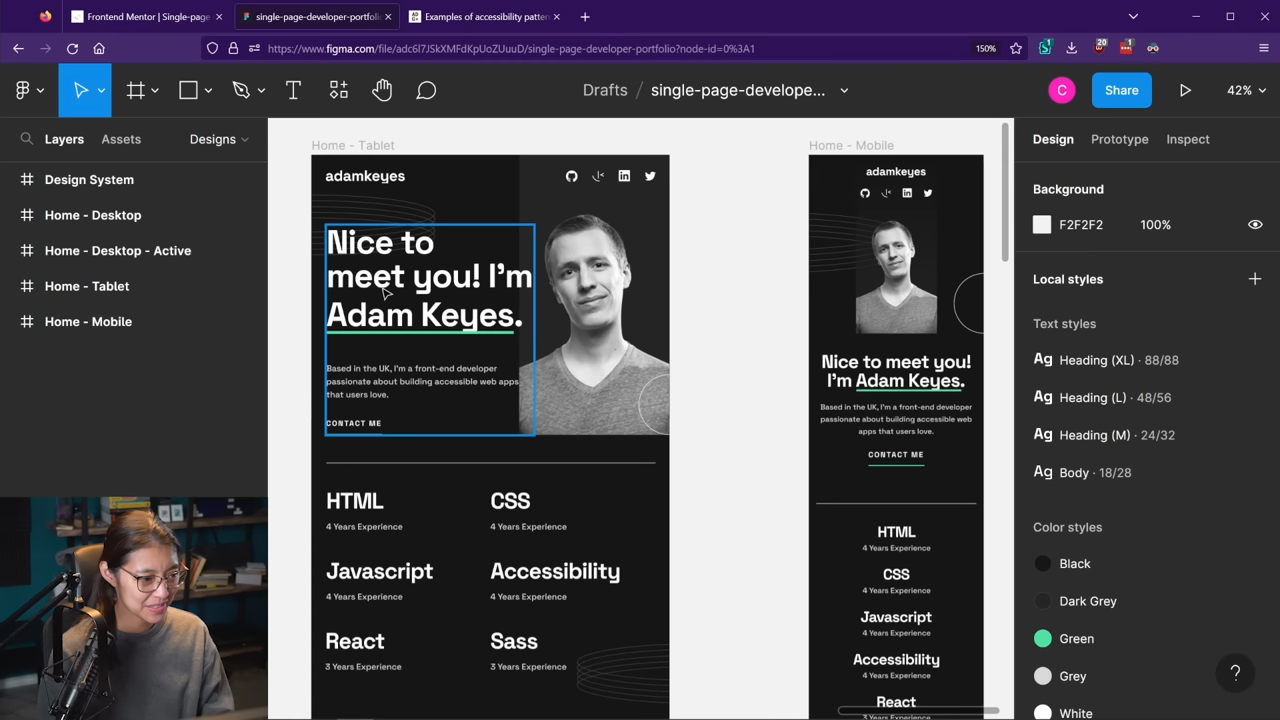 Frontend Mentor | Single-page
single-page-developer-portfoli
Examples of accessibility patter
https://www.figma.com/file/adc6l7JSkXMFdKpUoZUuuD/single-page-developer-portfolio?node-id=0%3A1
150%
20
1
Drafts / single-page-develope...
C
Share
42%
Layers
Assets
Designs
Design System
Home - Desktop
Home - Desktop - Active
Home - Tablet
Home - Mobile
Home - Tablet
adamkeyes
Nice to
meet you! I'm
Adam Keyes.
Based in the UK, I'm a front-end developer
passionate about building accessible web apps
that users love.
CONTACT ME
HTML
4 Years Experience
CSS
4 Years Experience
Javascript
4 Years Experience
Accessibility
4 Years Experience
React
3 Years Experience
Sass
3 Years Experience
Home - Mobile
adamkeyes
Nice to meet you!
I'm Adam Keyes.
Based in the UK, I'm a front-end developer
passionate about building accessible web
apps that users love.
CONTACT ME
HTML
4 Years Experience
CSS
4 Years Experience
Javascript
4 Years Experience
Accessibility
4 Years Experience
React
3 Years Experience
Design
Prototype
Inspect
Background
F2F2F2
100%
Local styles
Text styles
Ag Heading (XL) · 88/88
Ag Heading (L) · 48/56
Ag Heading (M) · 24/32
Ag Body · 18/28
Color styles
Black
Dark Grey
Green
Grey
White
?